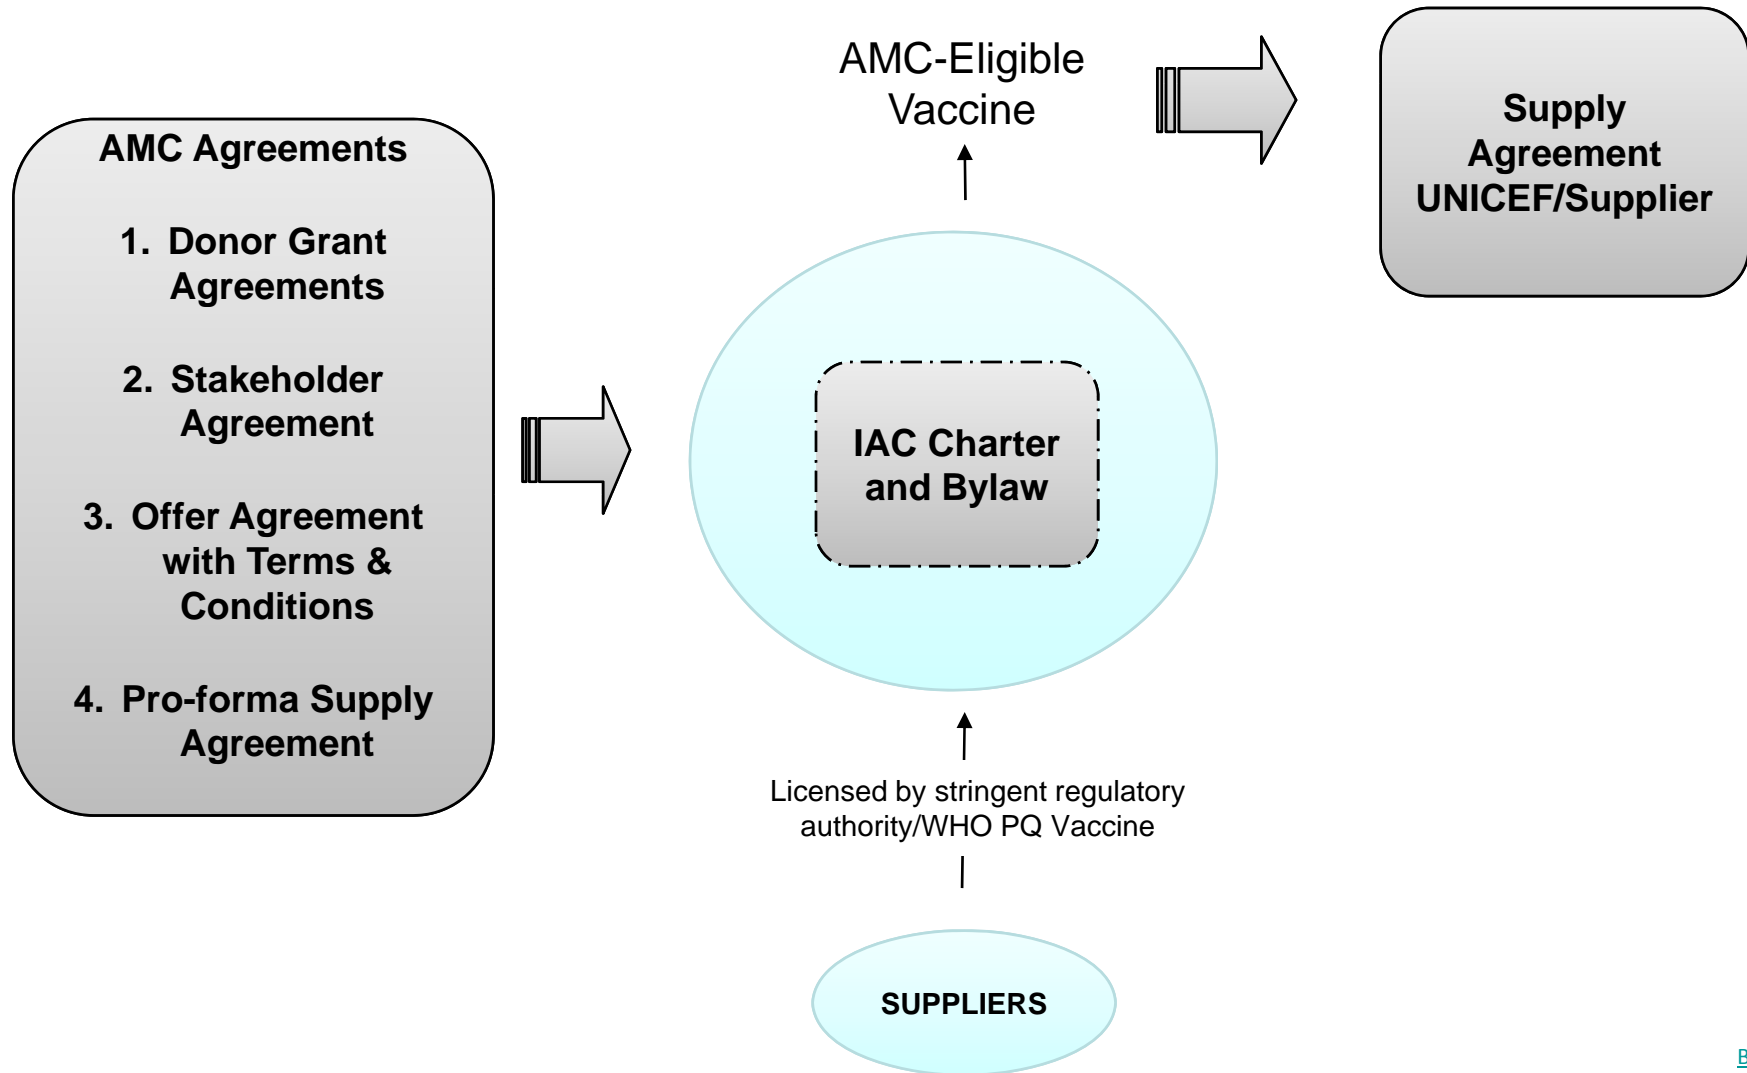 AMC Agreements
1. Donor Grant
Agreements
2. Stakeholder
Agreement
3. Offer Agreement
with Terms &
Conditions
4. Pro-forma Supply
Agreement
AMC-Eligible
Vaccine
IAC Charter
and Bylaw
Licensed by stringent regulatory
authority/WHO PQ Vaccine
SUPPLIERS
Supply
Agreement
UNICEF/Supplier